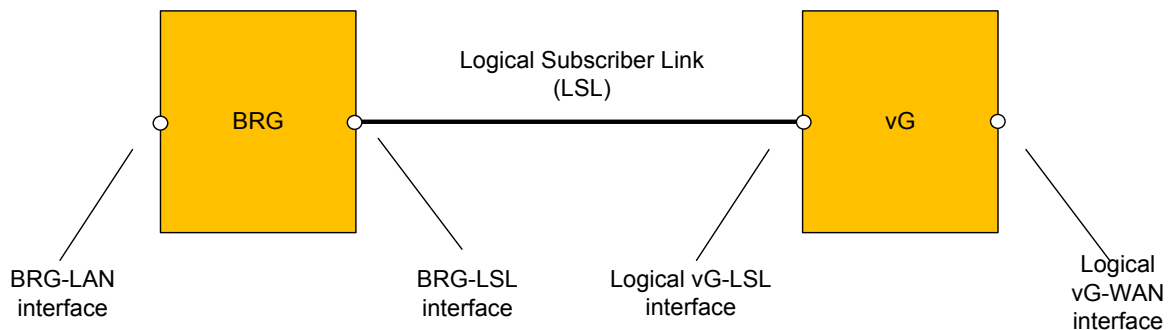 Logical Subscriber Link
(LSL)
BRG
vG
BRG-LAN
interface
BRG-LSL
interface
Logical vG-LSL
interface
Logical
vG-WAN
interface